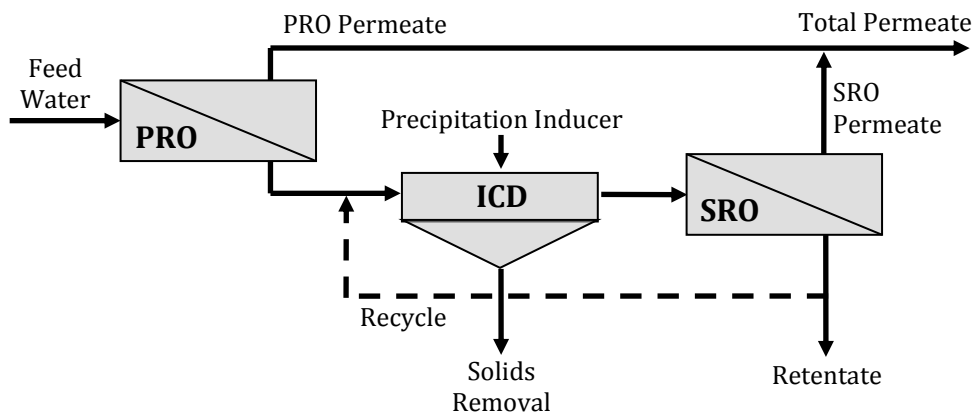 PRO Permeate
Total Permeate
Feed
Water
PRO
Precipitation Inducer
SRO
Permeate
ICD
SRO
Recycle
Solids
Removal
Retentate